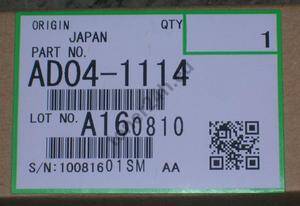 ORIGIN
JAPAN
QTY
1
PART NO.
AD04-1114
LOT NO. A160810
S/N:10081601SM AA